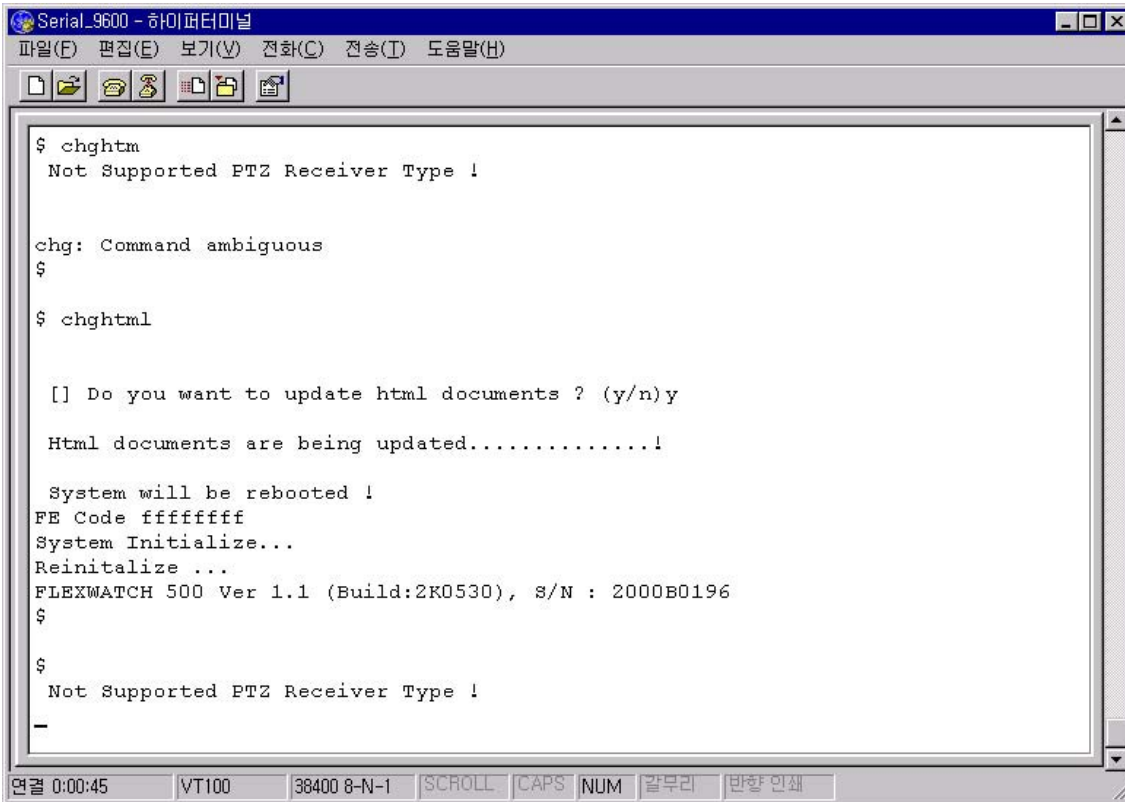 Serial_9600 - 하이퍼터미널
파일(F) 편집(E) 보기(V) 전화(C) 전송(T) 도움말(H)
$ chghtm
Not Supported PTZ Receiver Type !
chg: Command ambiguous
$
$ chghtml
[] Do you want to update html documents ? (y/n)y
Html documents are being updated...............!
System will be rebooted !
FE Code ffffffff
System Initialize...
Reinitalize ...
FLEXWATCH 500 Ver 1.1 (Build:2K0530), S/N : 2000B0196
$
$
Not Supported PTZ Receiver Type !
연결 0:00:45 VT100 38400 8-N-1 SCROLL CAPS NUM 갈무리 반향 인쇄